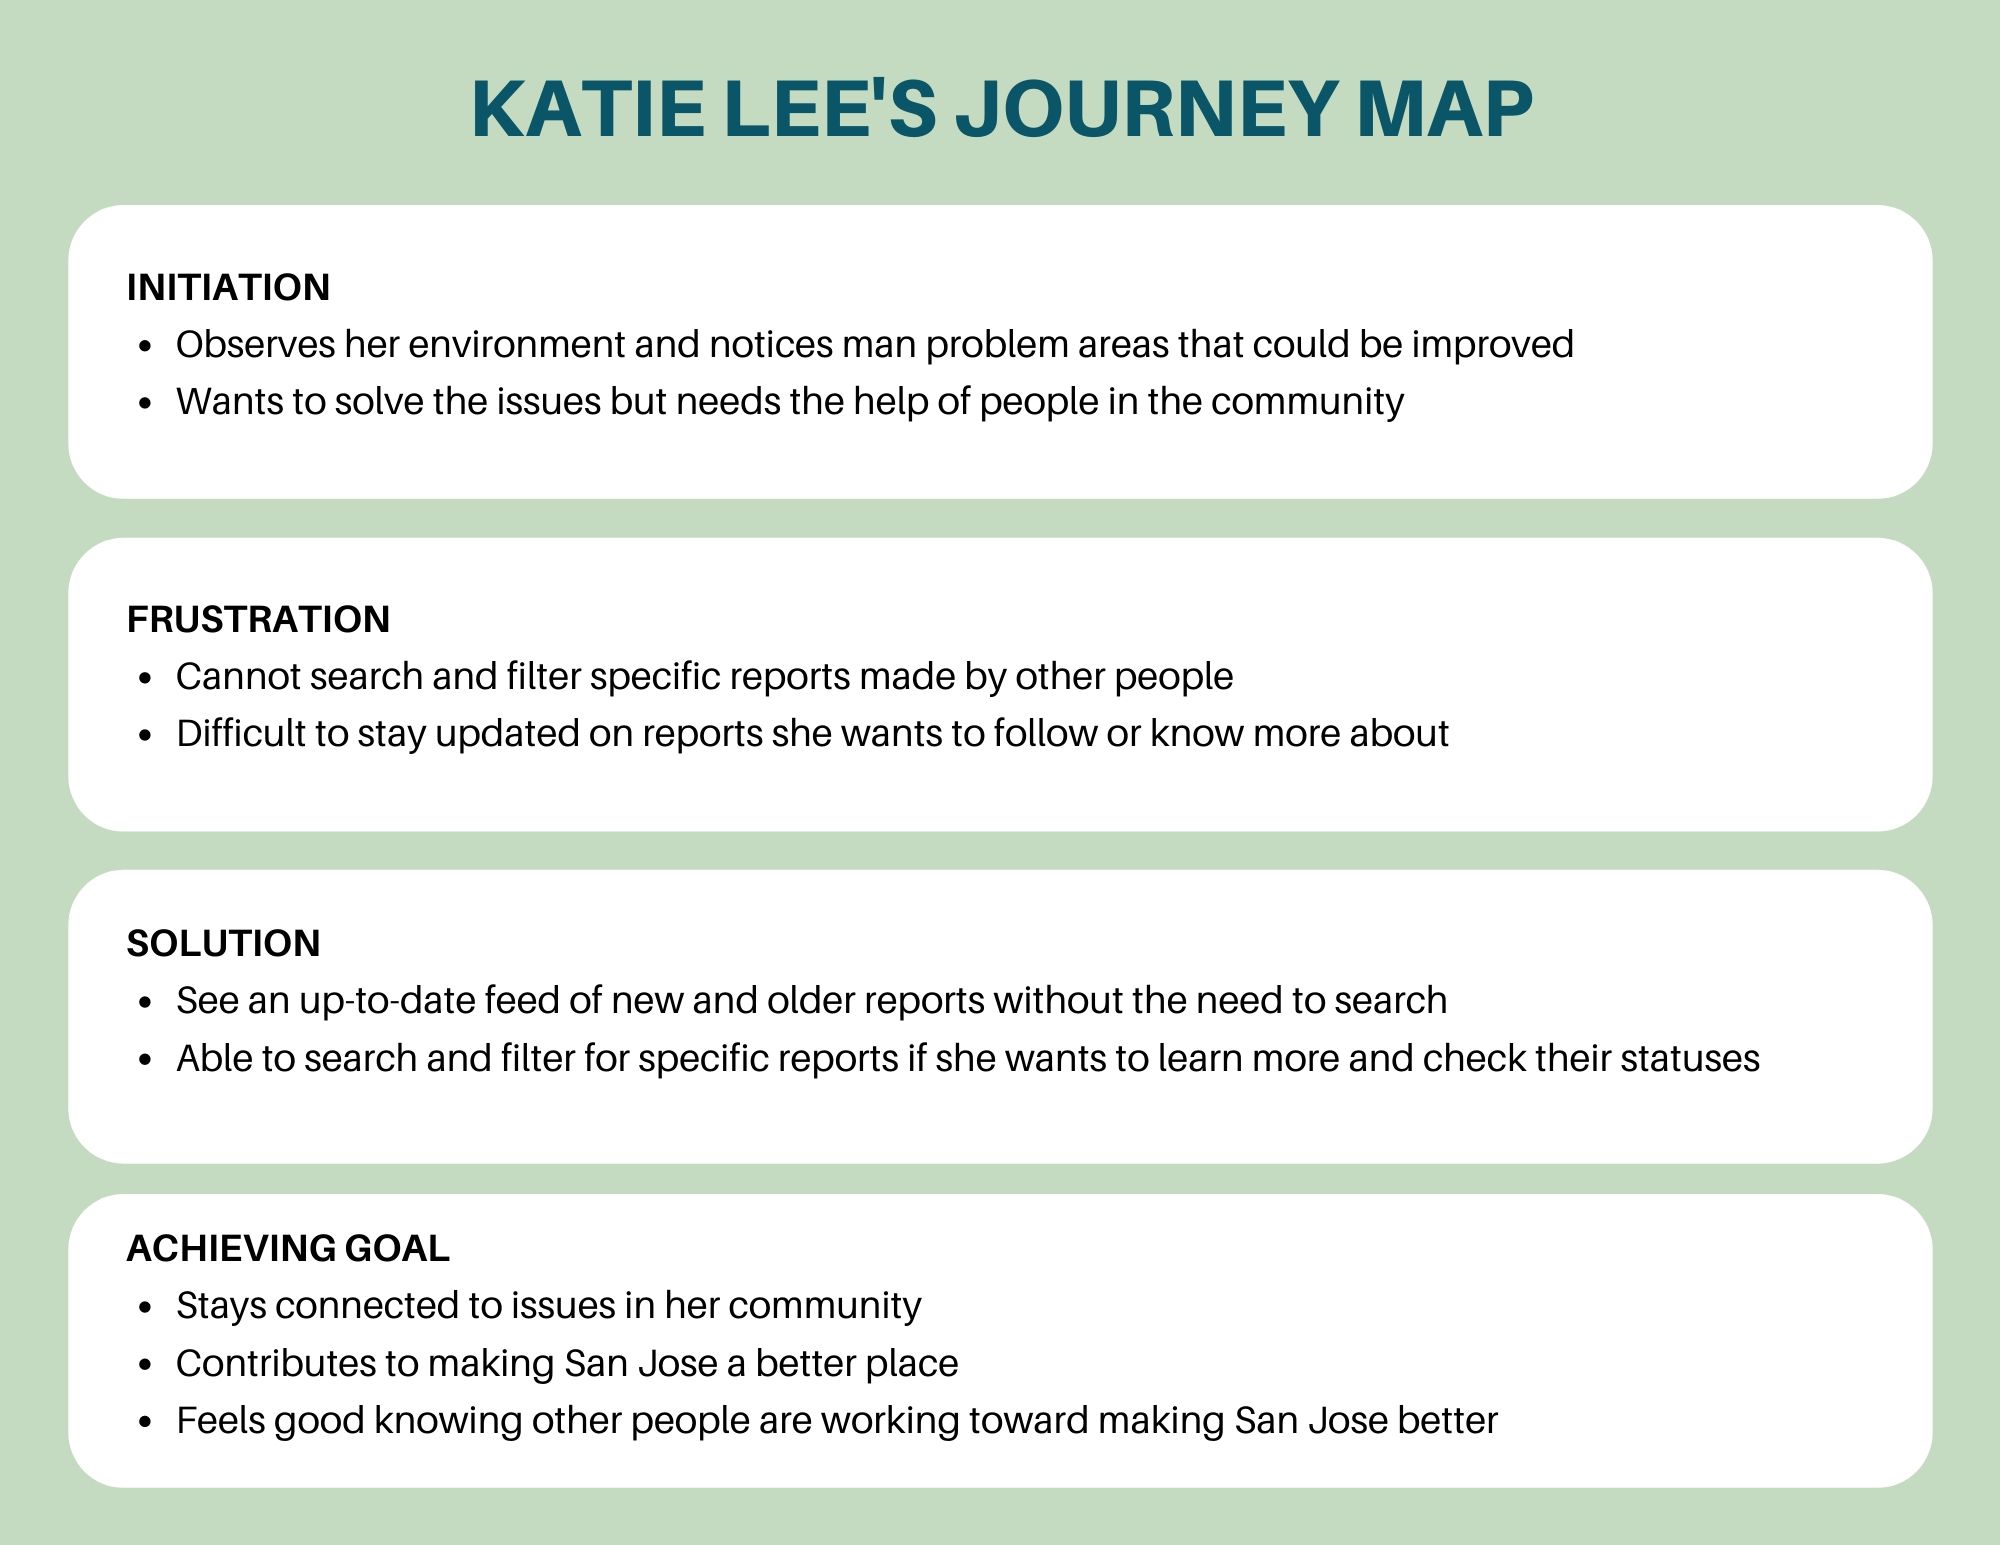 KATIE LEE'S JOURNEY MAP
INITIATION
• Observes her environment and notices man problem areas that could be improved
• Wants to solve the issues but needs the help of people in the community
FRUSTRATION
• Cannot search and filter specific reports made by other people
• Difficult to stay updated on reports she wants to follow or know more about
SOLUTION
• See an up-to-date feed of new and older reports without the need to search
• Able to search and filter for specific reports if she wants to learn more and check their statuses
ACHIEVING GOAL
• Stays connected to issues in her community
• Contributes to making San Jose a better place
• Feels good knowing other people are working toward making San Jose better